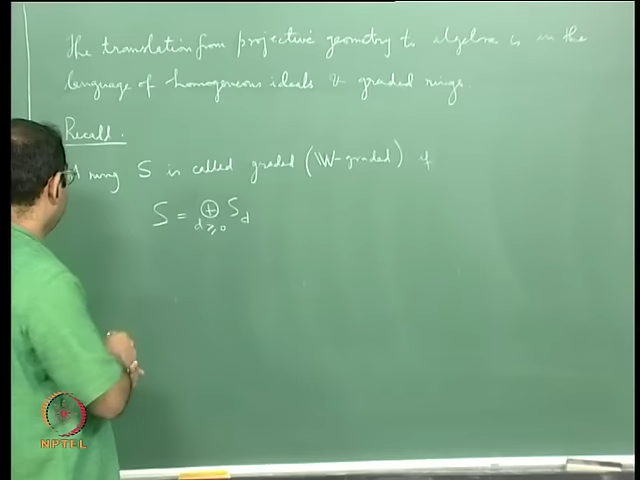 The translation from projective geometry to algebra is in the
language of homogeneous ideals & graded rings.
Recall.
A ring S is called graded (W-graded) if
S = ⊕ S_d
d≥0
NPTEL